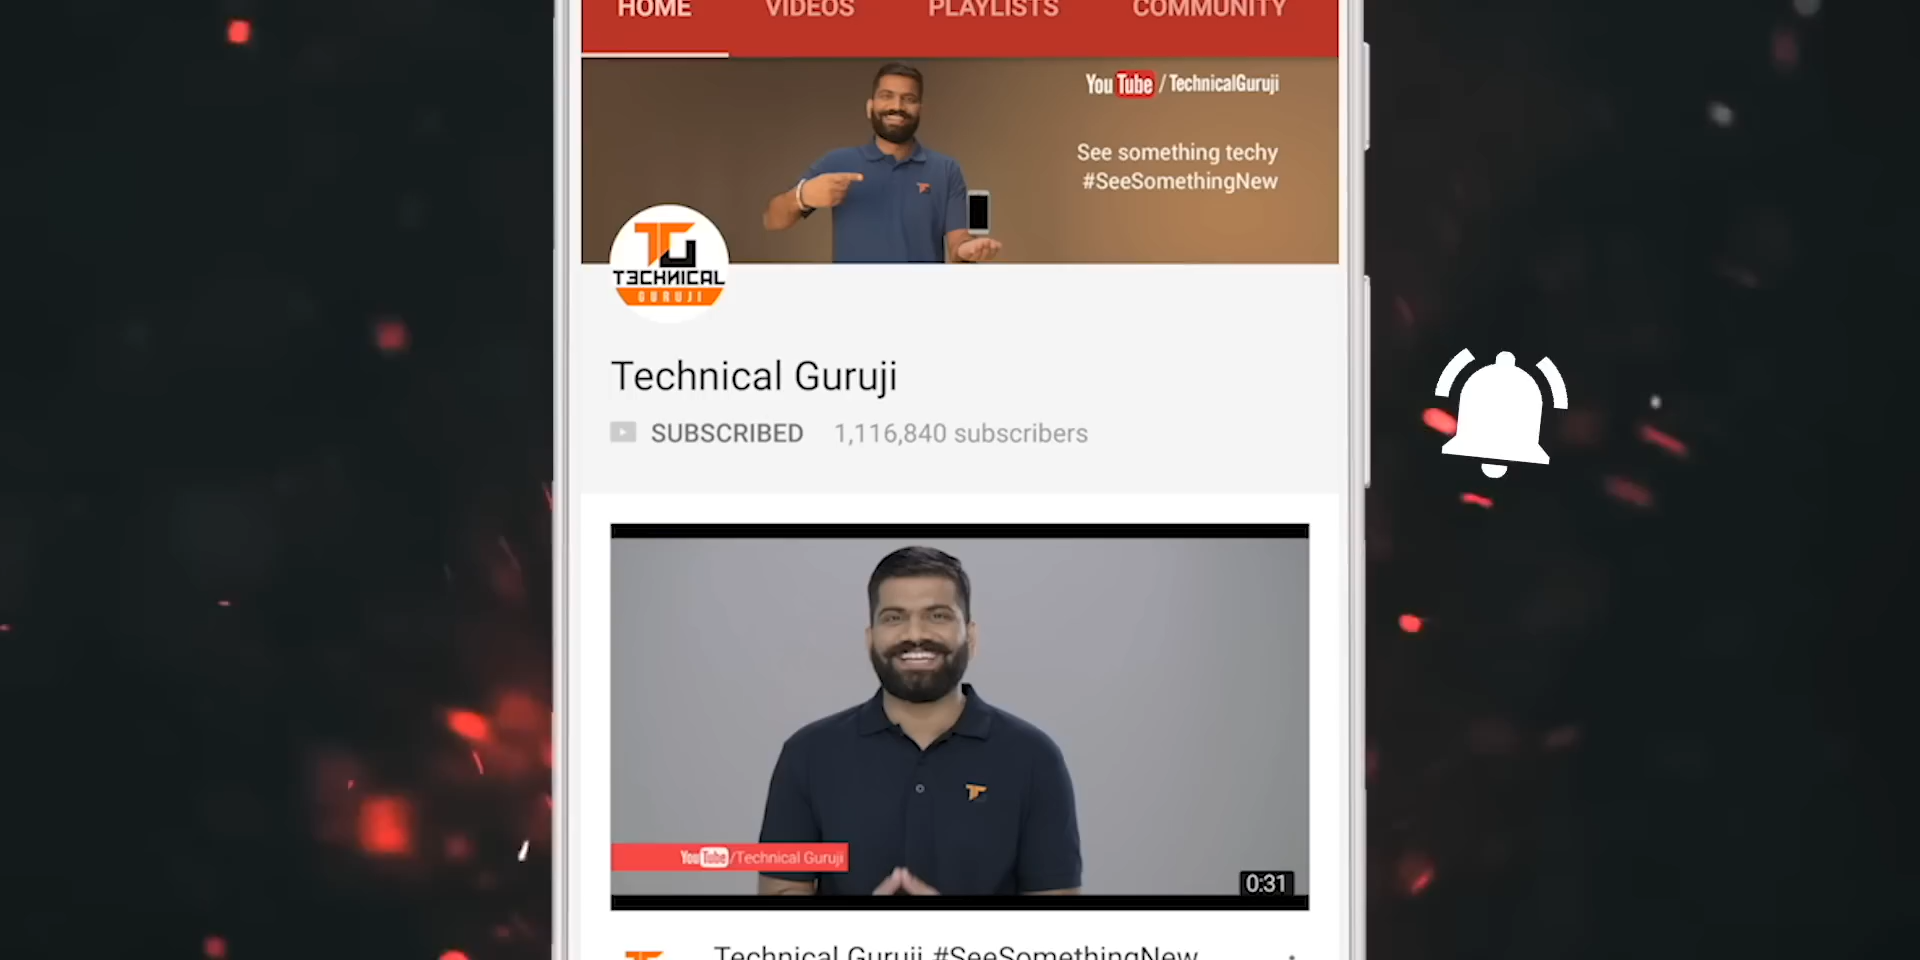 HOME VIDEOS PLAYLISTS COMMUNITY
YouTube / TechnicalGuruji
See something techy
#SeeSomethingNew
TG
TECHNICAL
GURUJI
Technical Guruji
SUBSCRIBED 1,116,840 subscribers
YouTube/Technical Guruji
0:31
Technical Guruji #SeeSomethingNew